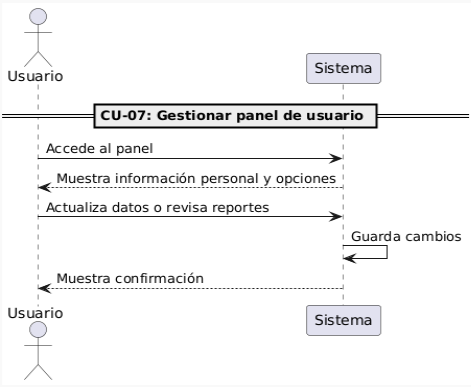 Usuario
Sistema
CU-07: Gestionar panel de usuario
Accede al panel
Muestra información personal y opciones
Actualiza datos o revisa reportes
Guarda cambios
Muestra confirmación
Usuario
Sistema